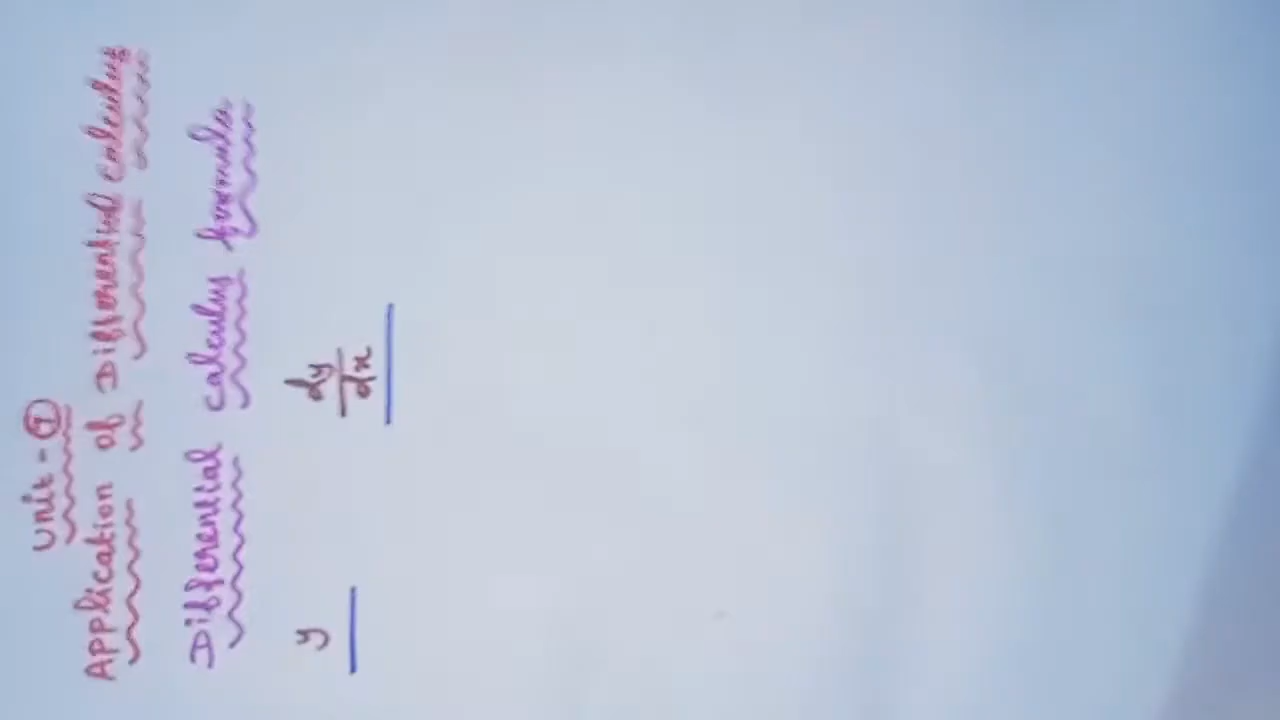 Unit - ①
Application of Differential calculus
Differential calculus formula
y dy/dx